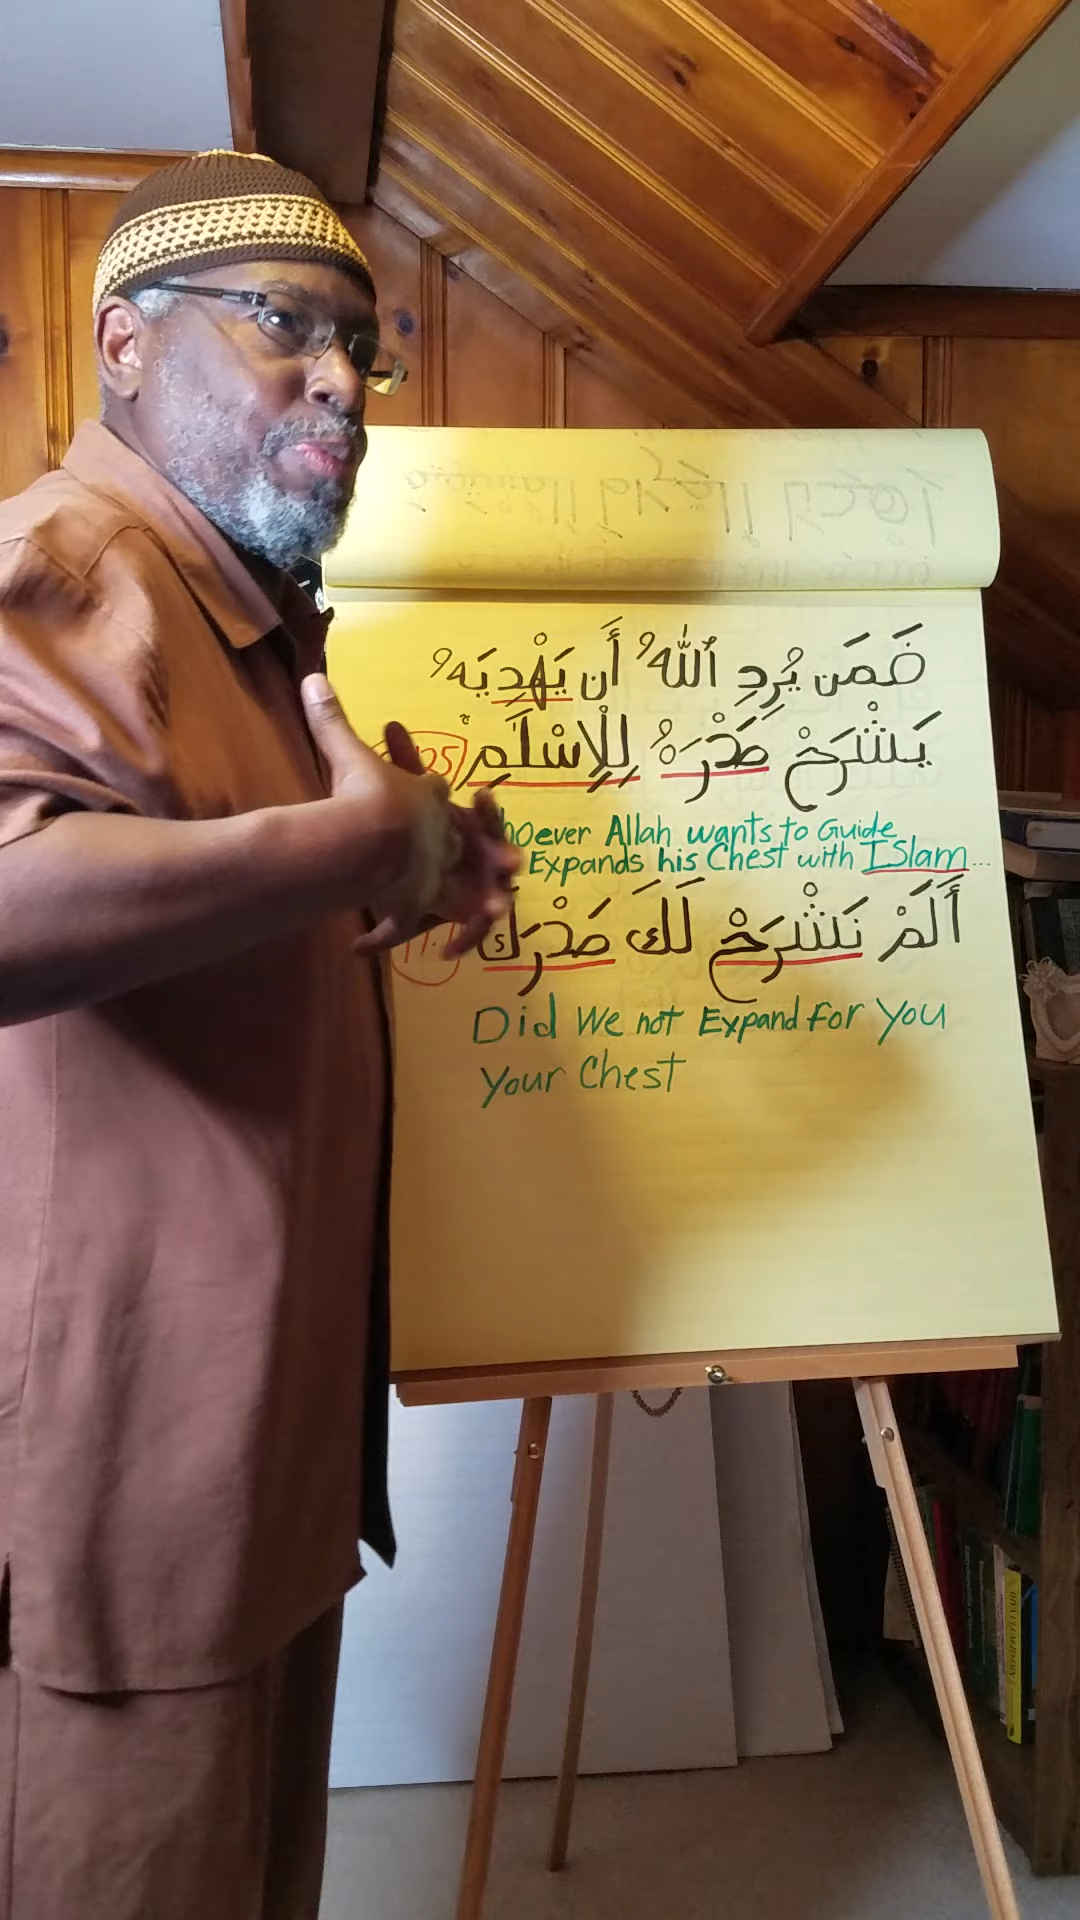 فَمَن يُرِدِ ٱللَّهُ أَن يَهْدِيَهُ
يَشْرَحْ صَدْرَهُ لِلْإِسْلَٰمِ ۚ
Allah wants to Guide
Expands his Chest with ISlam...
أَلَمْ نَشْرَحْ لَكَ صَدْرَكَ
Did We not Expand for You
Your Chest